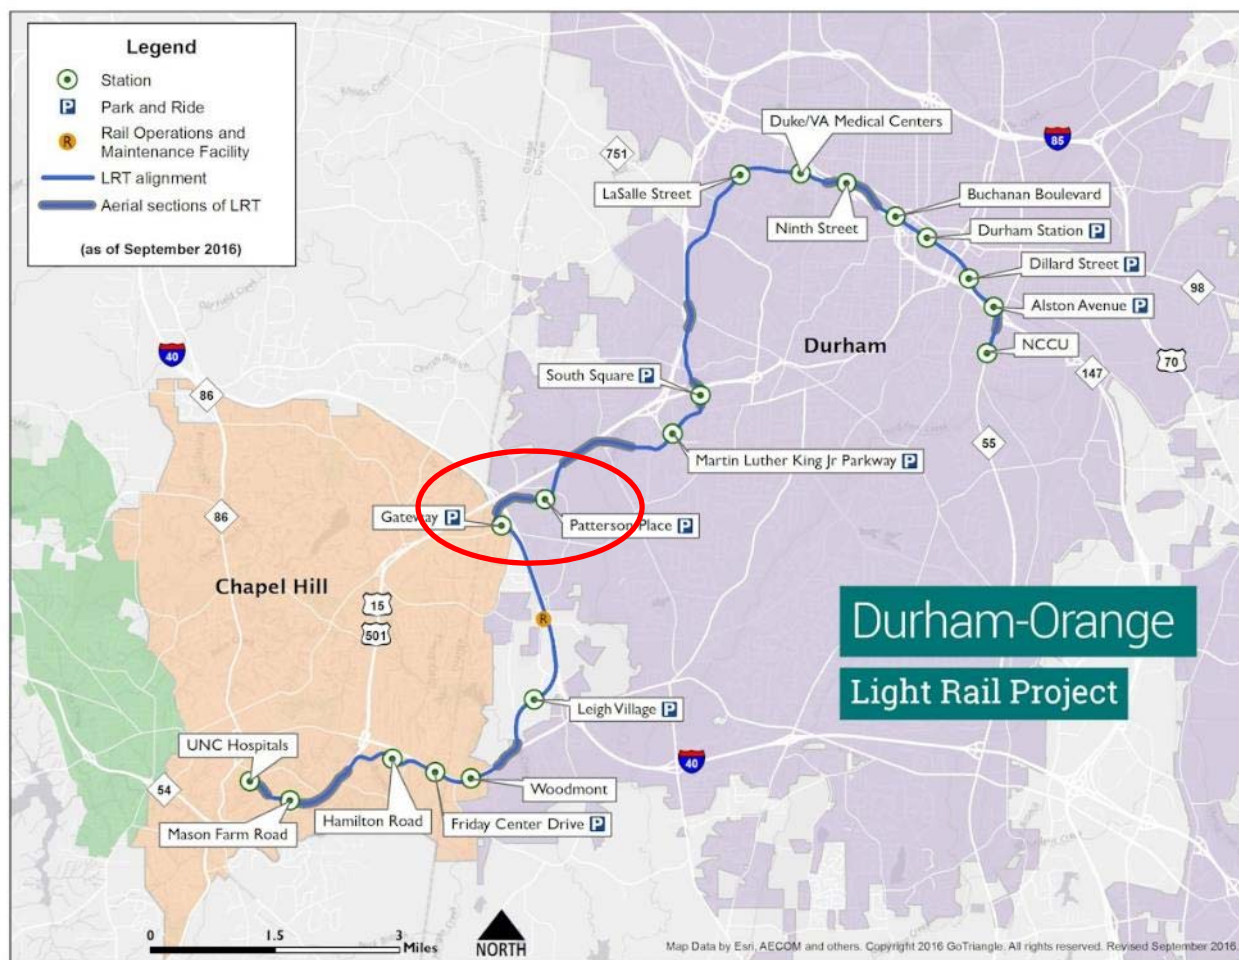 Legend
Station
P Park and Ride
R Rail Operations and
Maintenance Facility
LRT alignment
Aerial sections of LRT
(as of September 2016)
Duke/VA Medical Centers
751
85
LaSalle Street
Ninth Street
Buchanan Boulevard
Durham Station P
Dillard Street P
98
Alston Avenue P
Durham
NCCU
40
70
147
86
South Square P
55
Martin Luther King Jr Parkway P
86
Gateway P
Patterson Place P
Chapel Hill
15
501
R
Durham-Orange
Light Rail Project
Leigh Village P
UNC Hospitals
40
54
Woodmont
Mason Farm Road
Hamilton Road
Friday Center Drive P
0 1.5 3
Miles
NORTH
Map Data by Esri, AECOM and others. Copyright 2016 GoTriangle. All rights reserved. Revised September 2016.